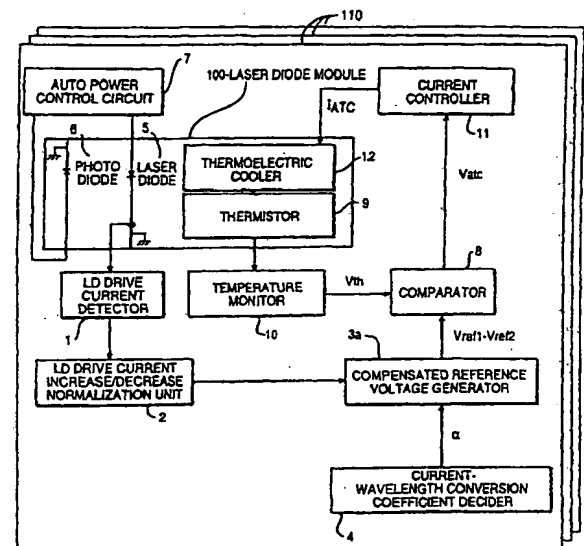 110
AUTO POWER
CONTROL CIRCUIT
7
100-LASER DIODE MODULE
CURRENT
CONTROLLER
11
IATC
6
5
PHOTO
DIODE
LASER
DIODE
THERMOELECTRIC
COOLER
12
THERMISTOR
9
Vatc
LD DRIVE
CURRENT
DETECTOR
1
TEMPERATURE
MONITOR
10
Vth
8
COMPARATOR
Vref1-Vref2
3a
LD DRIVE CURRENT
INCREASE/DECREASE
NORMALIZATION UNIT
2
COMPENSATED REFERENCE
VOLTAGE GENERATOR
α
CURRENT-
WAVELENGTH CONVERSION
COEFFICIENT DECIDER
4